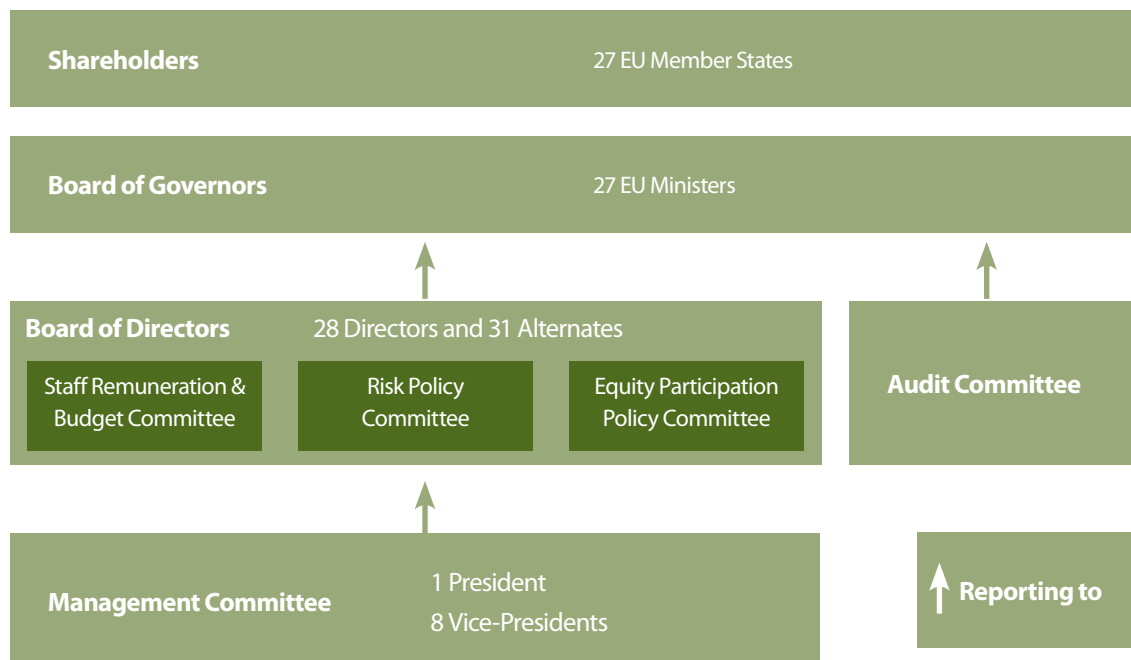 Shareholders 27 EU Member States
Board of Governors 27 EU Ministers
Board of Directors 28 Directors and 31 Alternates
Staff Remuneration &
Budget Committee
Risk Policy
Committee
Equity Participation
Policy Committee
Audit Committee
Management Committee
1 President
8 Vice-Presidents
Reporting to